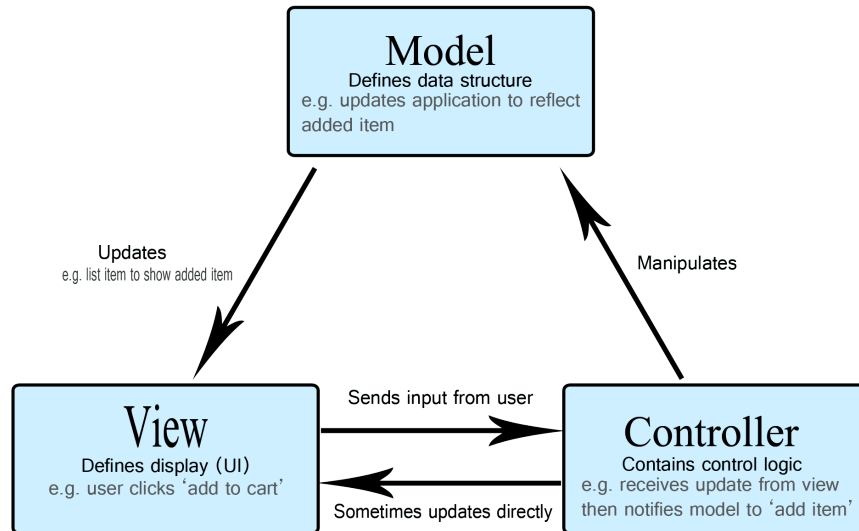 Model
Defines data structure
e.g. updates application to reflect
added item
Updates
e.g. list item to show added item
Manipulates
Sends input from user
View
Defines display (UI)
e.g. user clicks ‘add to cart’
Controller
Contains control logic
e.g. receives update from view
then notifies model to ‘add item’
Sometimes updates directly